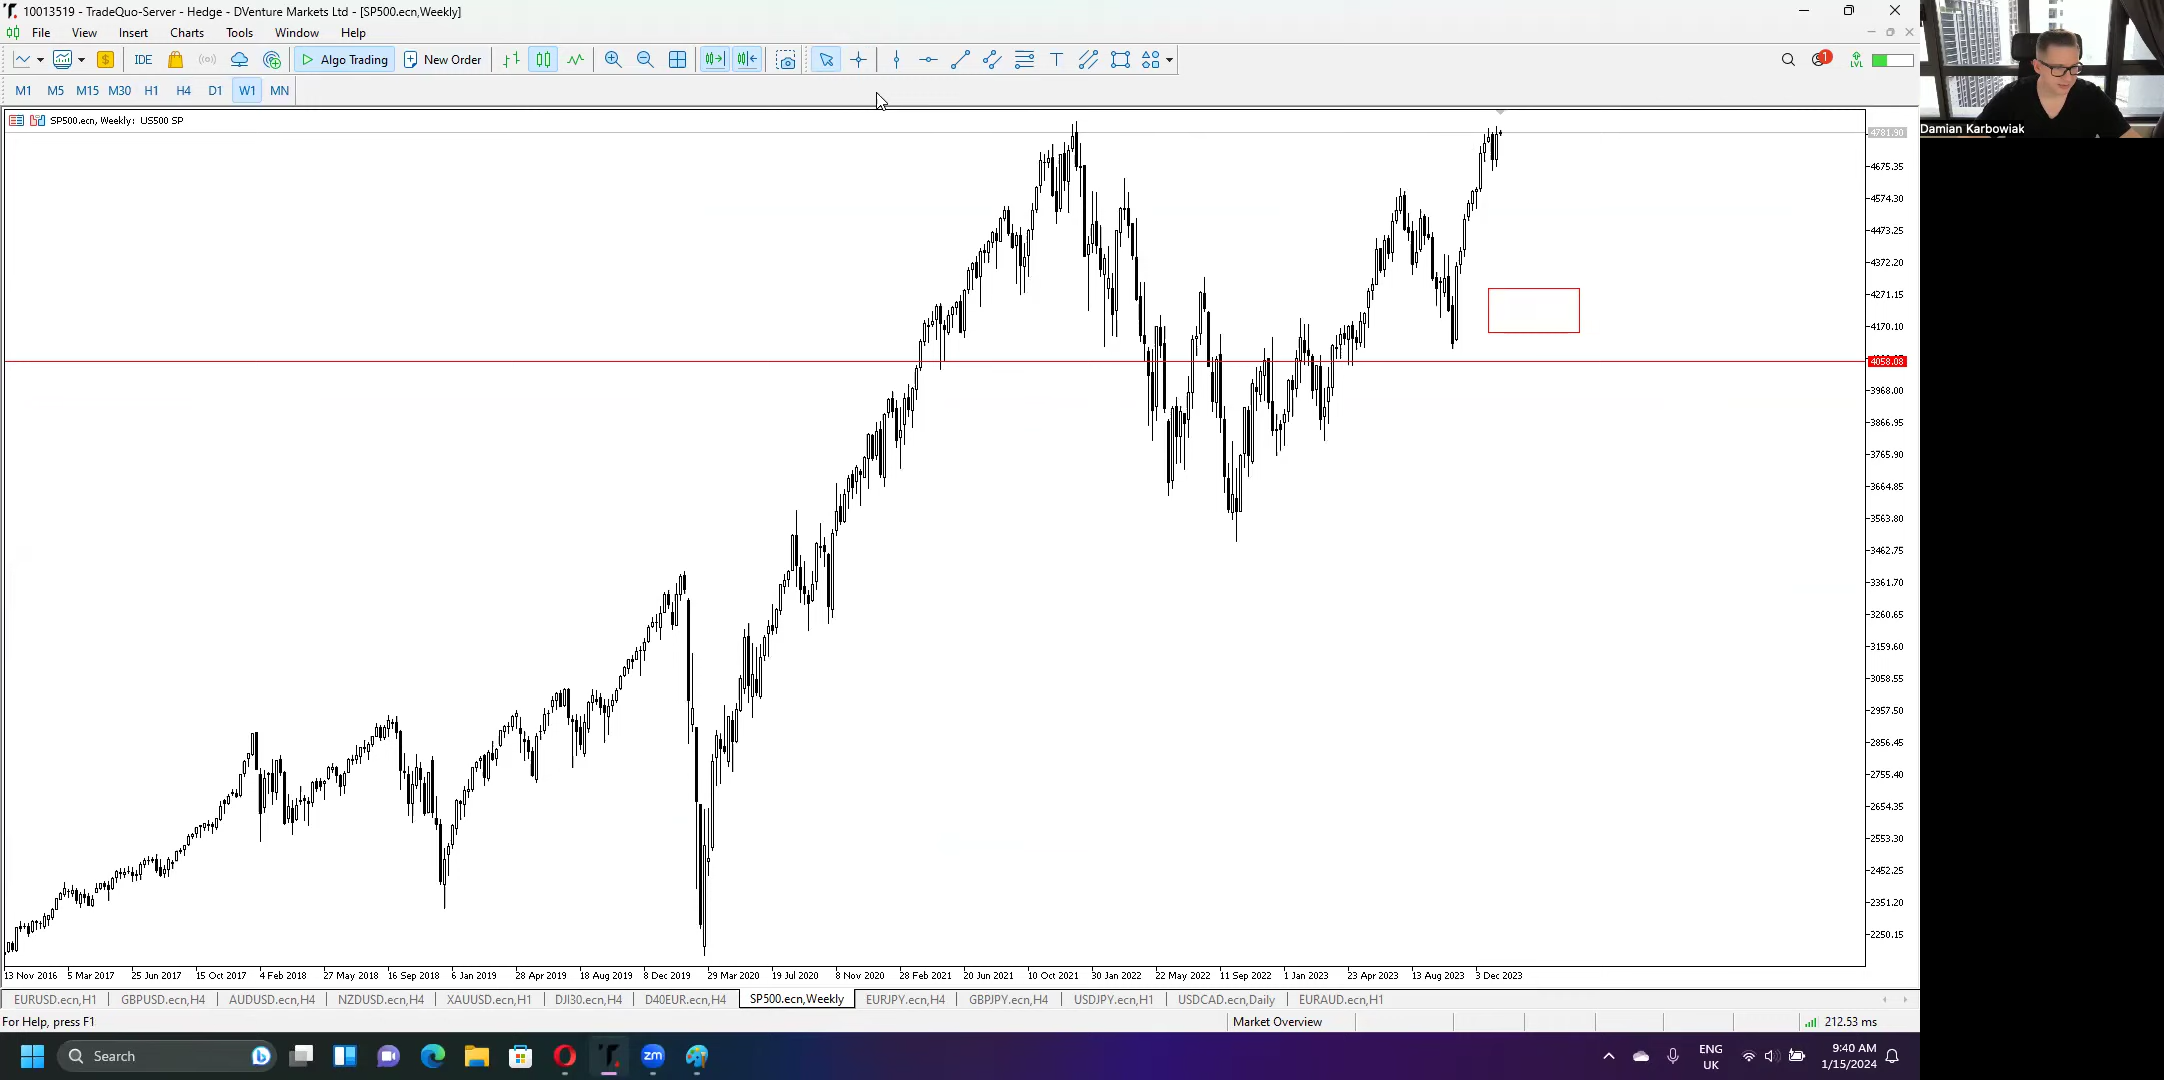 10013519 - TradeQuo-Server - Hedge - DVenture Markets Ltd - [SP500.ecn,Weekly]
File View Insert Charts Tools Window Help
IDE Algo Trading New Order 1 LVL
M1 M5 M15 M30 H1 H4 D1 W1 MN
SP500.ecn, Weekly: US500 SP
Damian Karbowiak
4781.90
4675.35
4574.30
4473.25
4372.20
4271.15
4170.10
4058.08
3968.00
3866.95
3765.90
3664.85
3563.80
3462.75
3361.70
3260.65
3159.60
3058.55
2957.50
2856.45
2755.40
2654.35
2553.30
2452.25
2351.20
2250.15
13 Nov 2016 5 Mar 2017 25 Jun 2017 15 Oct 2017 4 Feb 2018 27 May 2018 16 Sep 2018 6 Jan 2019 28 Apr 2019 18 Aug 2019 8 Dec 2019 29 Mar 2020 19 Jul 2020 8 Nov 2020 28 Feb 2021 20 Jun 2021 10 Oct 2021 30 Jan 2022 22 May 2022 11 Sep 2022 1 Jan 2023 23 Apr 2023 13 Aug 2023 3 Dec 2023
EURUSD.ecn,H1 GBPUSD.ecn,H4 AUDUSD.ecn,H4 NZDUSD.ecn,H4 XAUUSD.ecn,H1 DJI30.ecn,H4 D40EUR.ecn,H4 SP500.ecn,Weekly EURJPY.ecn,H4 GBPJPY.ecn,H4 USDJPY.ecn,H1 USDCAD.ecn,Daily EURAUD.ecn,H1
For Help, press F1 Market Overview 212.53 ms
Search zm ENG UK 9:40 AM 1/15/2024